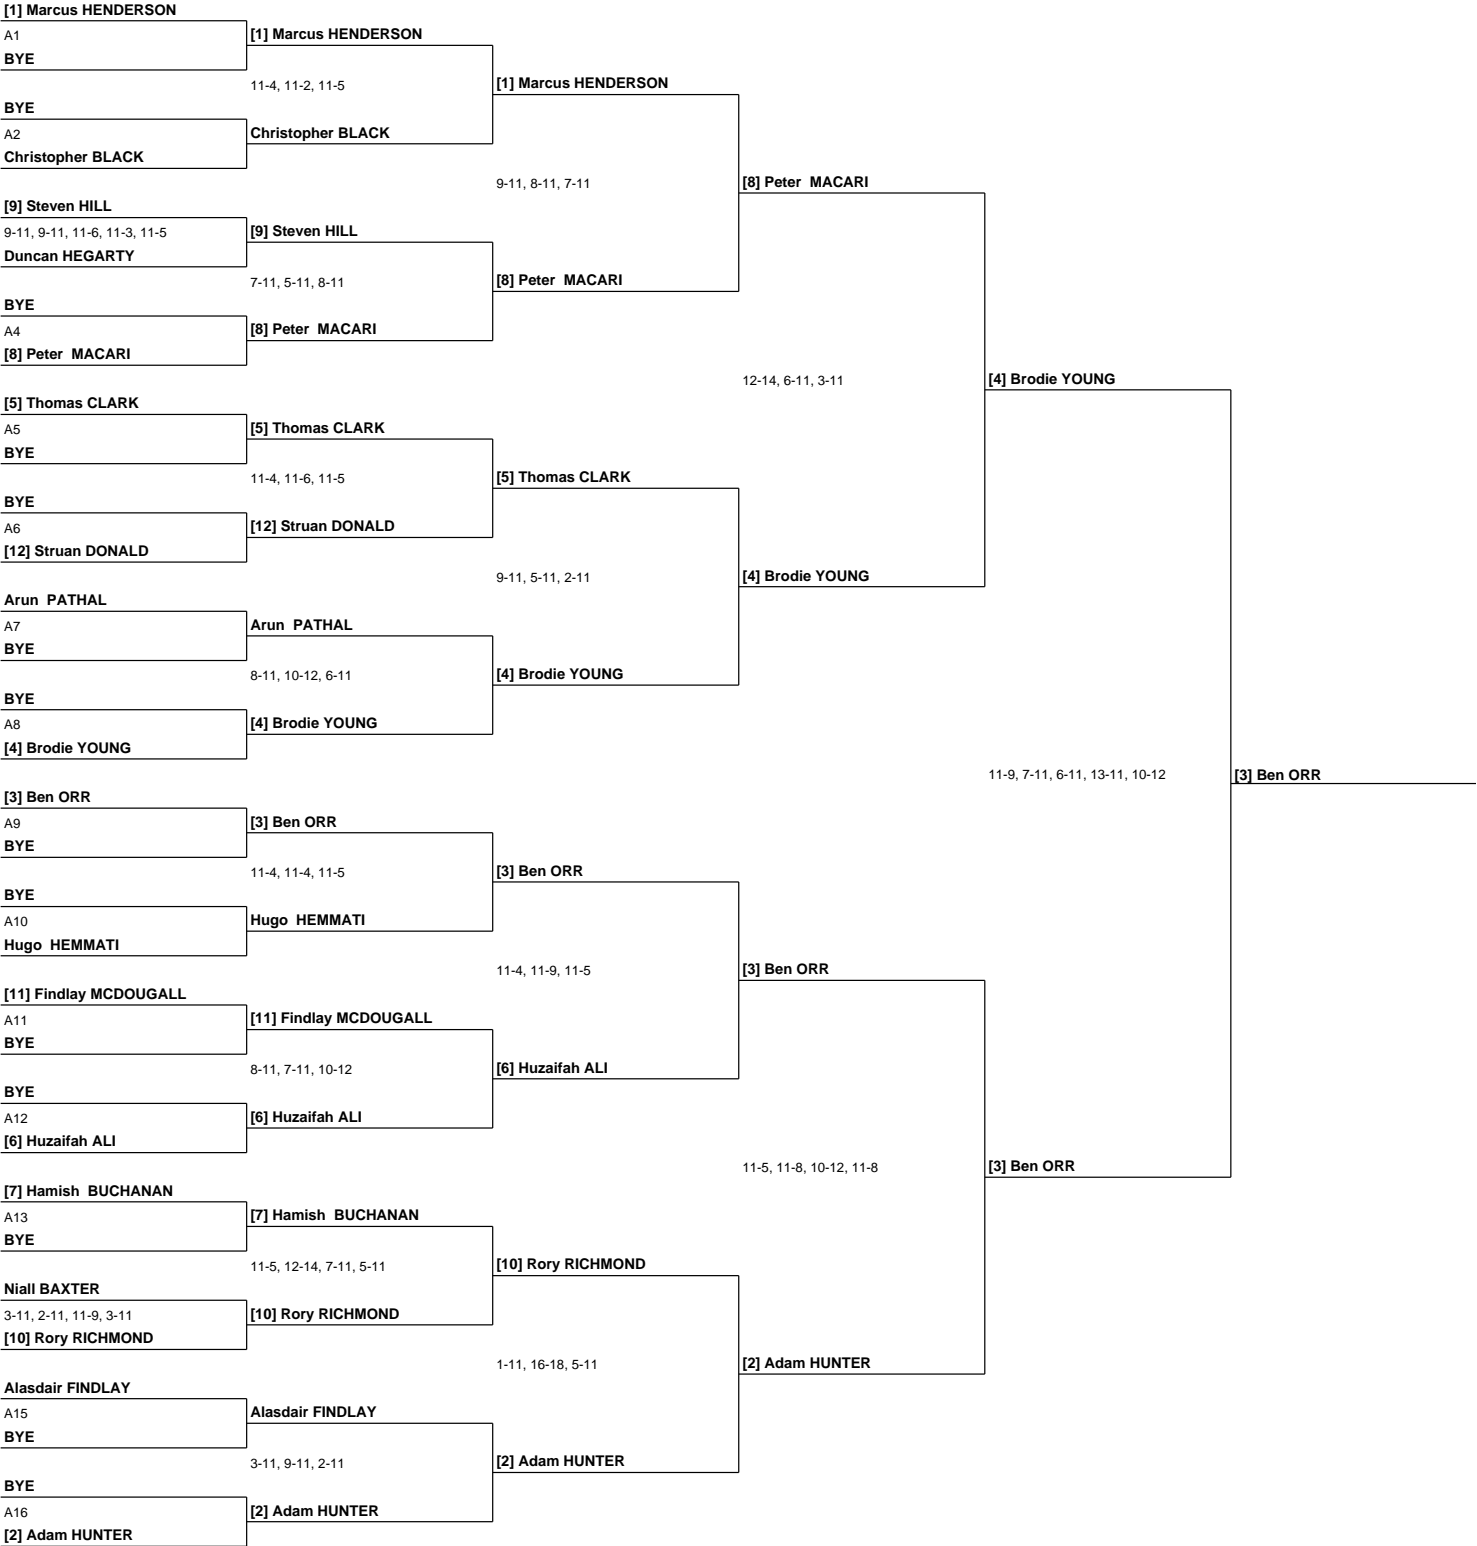 [1] Marcus HENDERSON
A1
BYE
BYE
A2
Christopher BLACK
[9] Steven HILL
9-11, 9-11, 11-6, 11-3, 11-5
Duncan HEGARTY
BYE
A4
[8] Peter MACARI
[5] Thomas CLARK
A5
BYE
BYE
A6
[12] Struan DONALD
Arun PATHAL
A7
BYE
BYE
A8
[4] Brodie YOUNG
[3] Ben ORR
A9
BYE
BYE
A10
Hugo HEMMATI
[11] Findlay MCDOUGALL
A11
BYE
BYE
A12
[6] Huzaifah ALI
[7] Hamish BUCHANAN
A13
BYE
Niall BAXTER
3-11, 2-11, 11-9, 3-11
[10] Rory RICHMOND
Alasdair FINDLAY
A15
BYE
BYE
A16
[2] Adam HUNTER
[1] Marcus HENDERSON
11-4, 11-2, 11-5
Christopher BLACK
[9] Steven HILL
7-11, 5-11, 8-11
[8] Peter MACARI
[5] Thomas CLARK
11-4, 11-6, 11-5
[12] Struan DONALD
Arun PATHAL
8-11, 10-12, 6-11
[4] Brodie YOUNG
[3] Ben ORR
11-4, 11-4, 11-5
Hugo HEMMATI
[11] Findlay MCDOUGALL
8-11, 7-11, 10-12
[6] Huzaifah ALI
[7] Hamish BUCHANAN
11-5, 12-14, 7-11, 5-11
[10] Rory RICHMOND
Alasdair FINDLAY
3-11, 9-11, 2-11
[2] Adam HUNTER
[1] Marcus HENDERSON
9-11, 8-11, 7-11
[8] Peter MACARI
[5] Thomas CLARK
9-11, 5-11, 2-11
[4] Brodie YOUNG
[3] Ben ORR
11-4, 11-9, 11-5
[6] Huzaifah ALI
[10] Rory RICHMOND
1-11, 16-18, 5-11
[2] Adam HUNTER
[8] Peter MACARI
12-14, 6-11, 3-11
[4] Brodie YOUNG
[3] Ben ORR
11-5, 11-8, 10-12, 11-8
[2] Adam HUNTER
[4] Brodie YOUNG
11-9, 7-11, 6-11, 13-11, 10-12
[3] Ben ORR
[3] Ben ORR